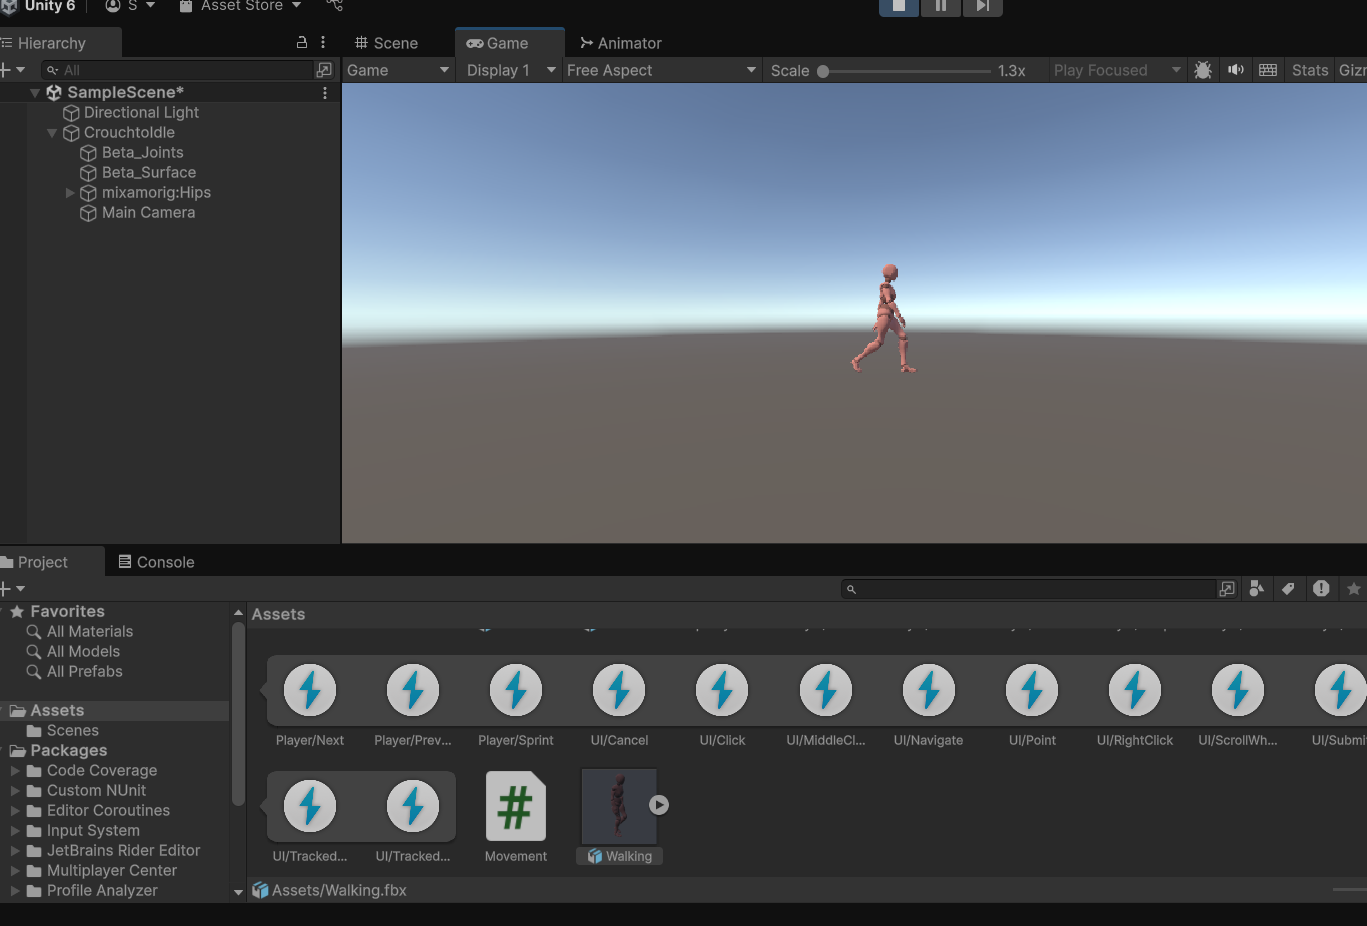 Unity 6 S Asset Store
Hierarchy
Scene Game Animator
All
Game Display 1 Free Aspect Scale 1.3x Play Focused Stats Gizm
SampleScene*
Directional Light
CrouchtoIdle
Beta_Joints
Beta_Surface
mixamorig:Hips
Main Camera
Project Console
Favorites
All Materials
All Models
All Prefabs
Assets
Scenes
Packages
Code Coverage
Custom NUnit
Editor Coroutines
Input System
JetBrains Rider Editor
Multiplayer Center
Profile Analyzer
Assets
Player/Next Player/Prev... Player/Sprint UI/Cancel UI/Click UI/MiddleCl... UI/Navigate UI/Point UI/RightClick UI/ScrollWh... UI/Submit
UI/Tracked... UI/Tracked... Movement Walking
Assets/Walking.fbx